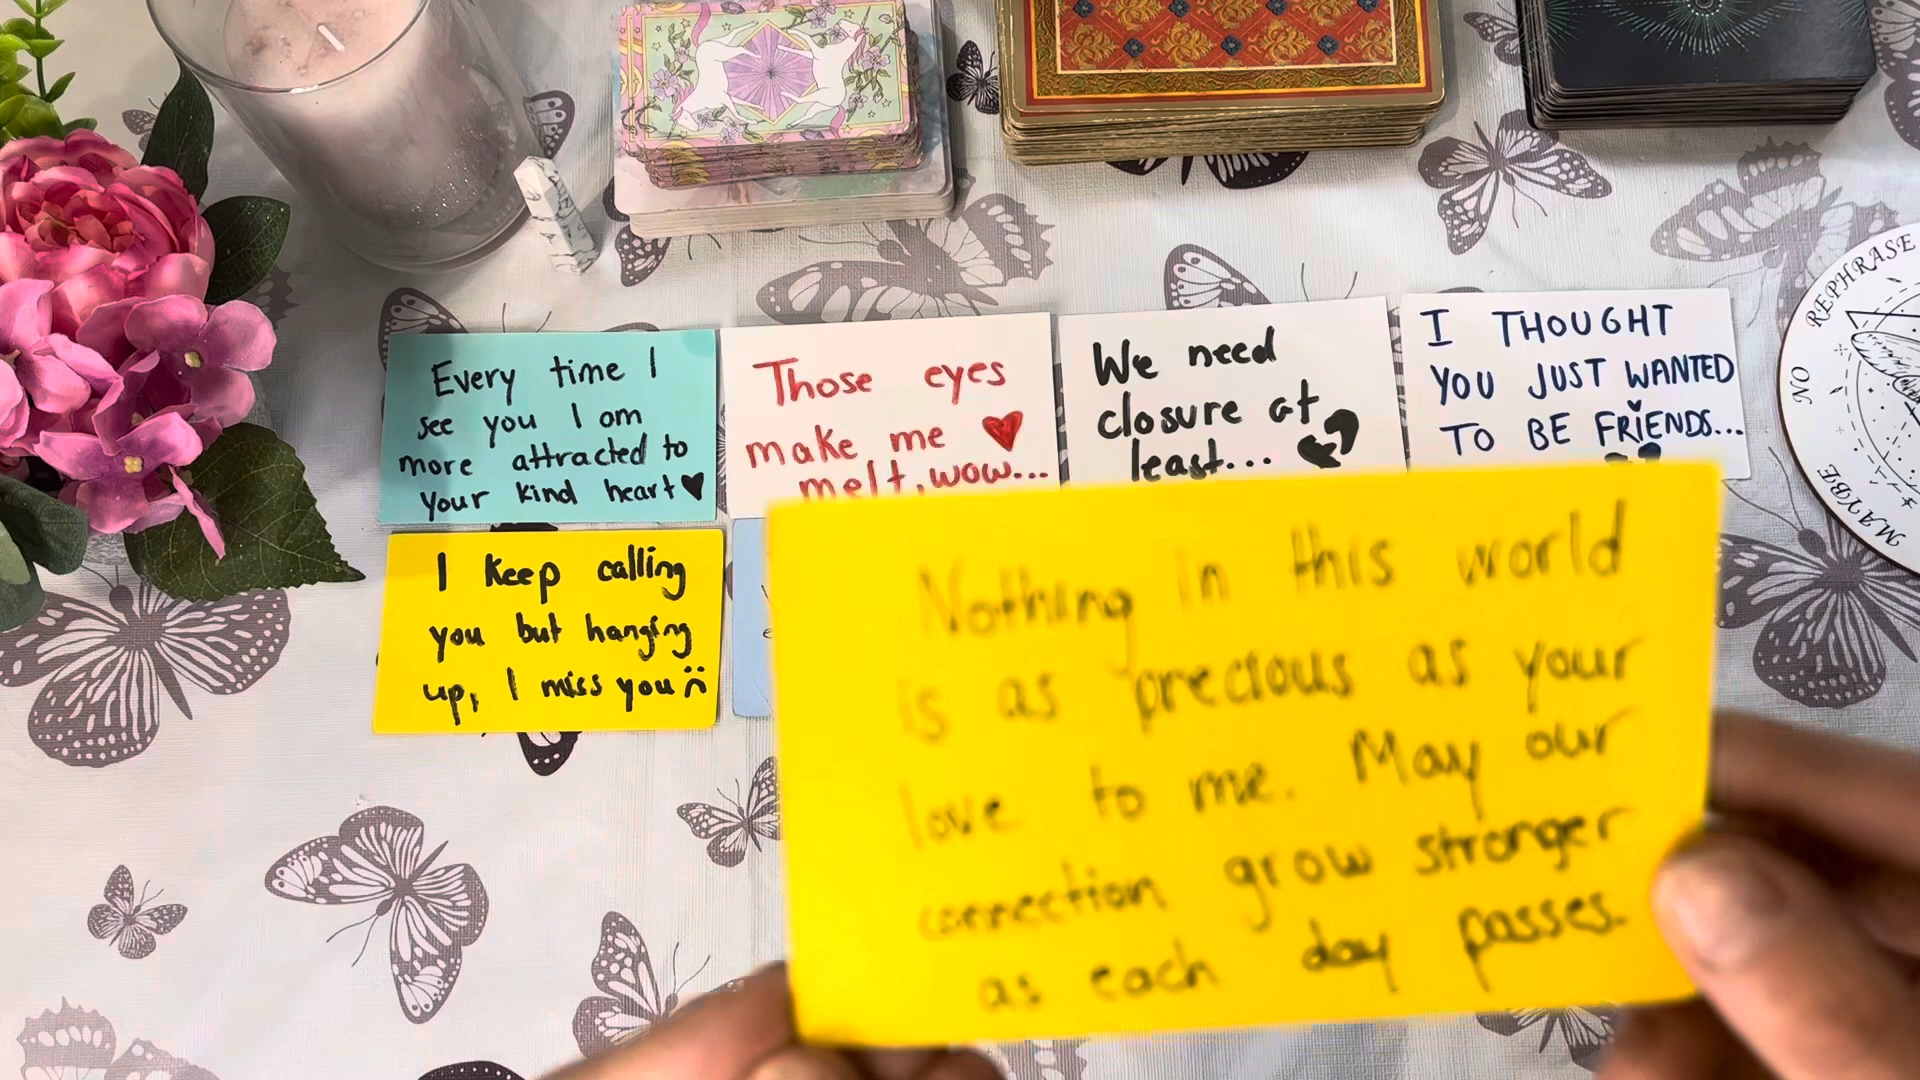 Every time I
see you I am
more attracted to
your kind heart
Those eyes
make me
melt, wow...
We need
closure at
least...
I THOUGHT
YOU JUST WANTED
TO BE FRIENDS...
REPHRASE
NO
MAYBE
I keep calling
you but hanging
up, I miss you
Nothing in this world
is as precious as your
love to me. May our
connection grow stronger
as each day passes.